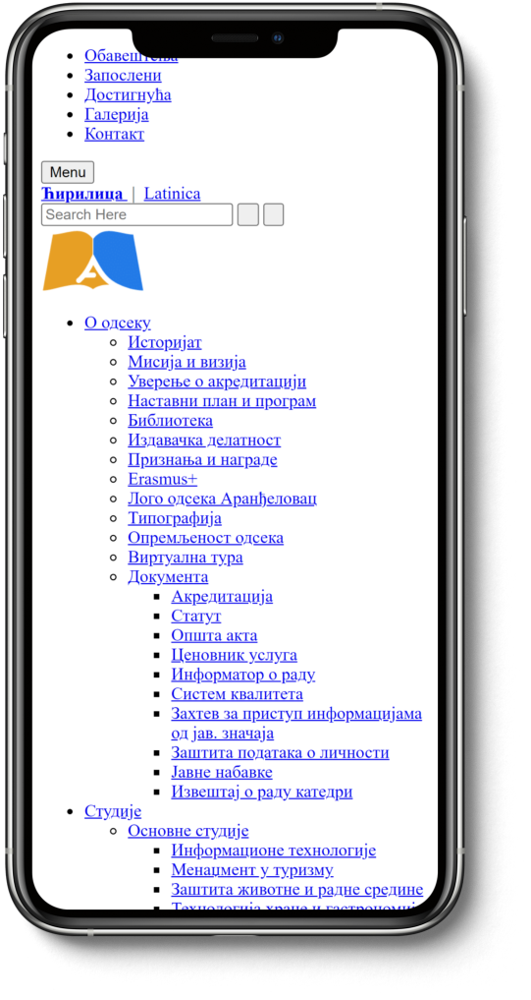 Обавештења
Запослени
Достигнућа
Галерија
Контакт
Menu
Ћирилица | Latinica
Search Here
О одсеку
Историјат
Мисија и визија
Уверење о акредитацији
Наставни план и програм
Библиотека
Издавачка делатност
Признања и награде
Erasmus+
Лого одсека Аранђеловац
Типографија
Опремљеност одсека
Виртуална тура
Документа
Акредитација
Статут
Општа акта
Ценовник услуга
Информатор о раду
Систем квалитета
Захтев за приступ информацијама
од јав. значаја
Заштита података о личности
Јавне набавке
Извештај о раду катедри
Студије
Основне студије
Информационе технологије
Менаџмент у туризму
Заштита животне и радне средине
Технологија хране и гастрономија